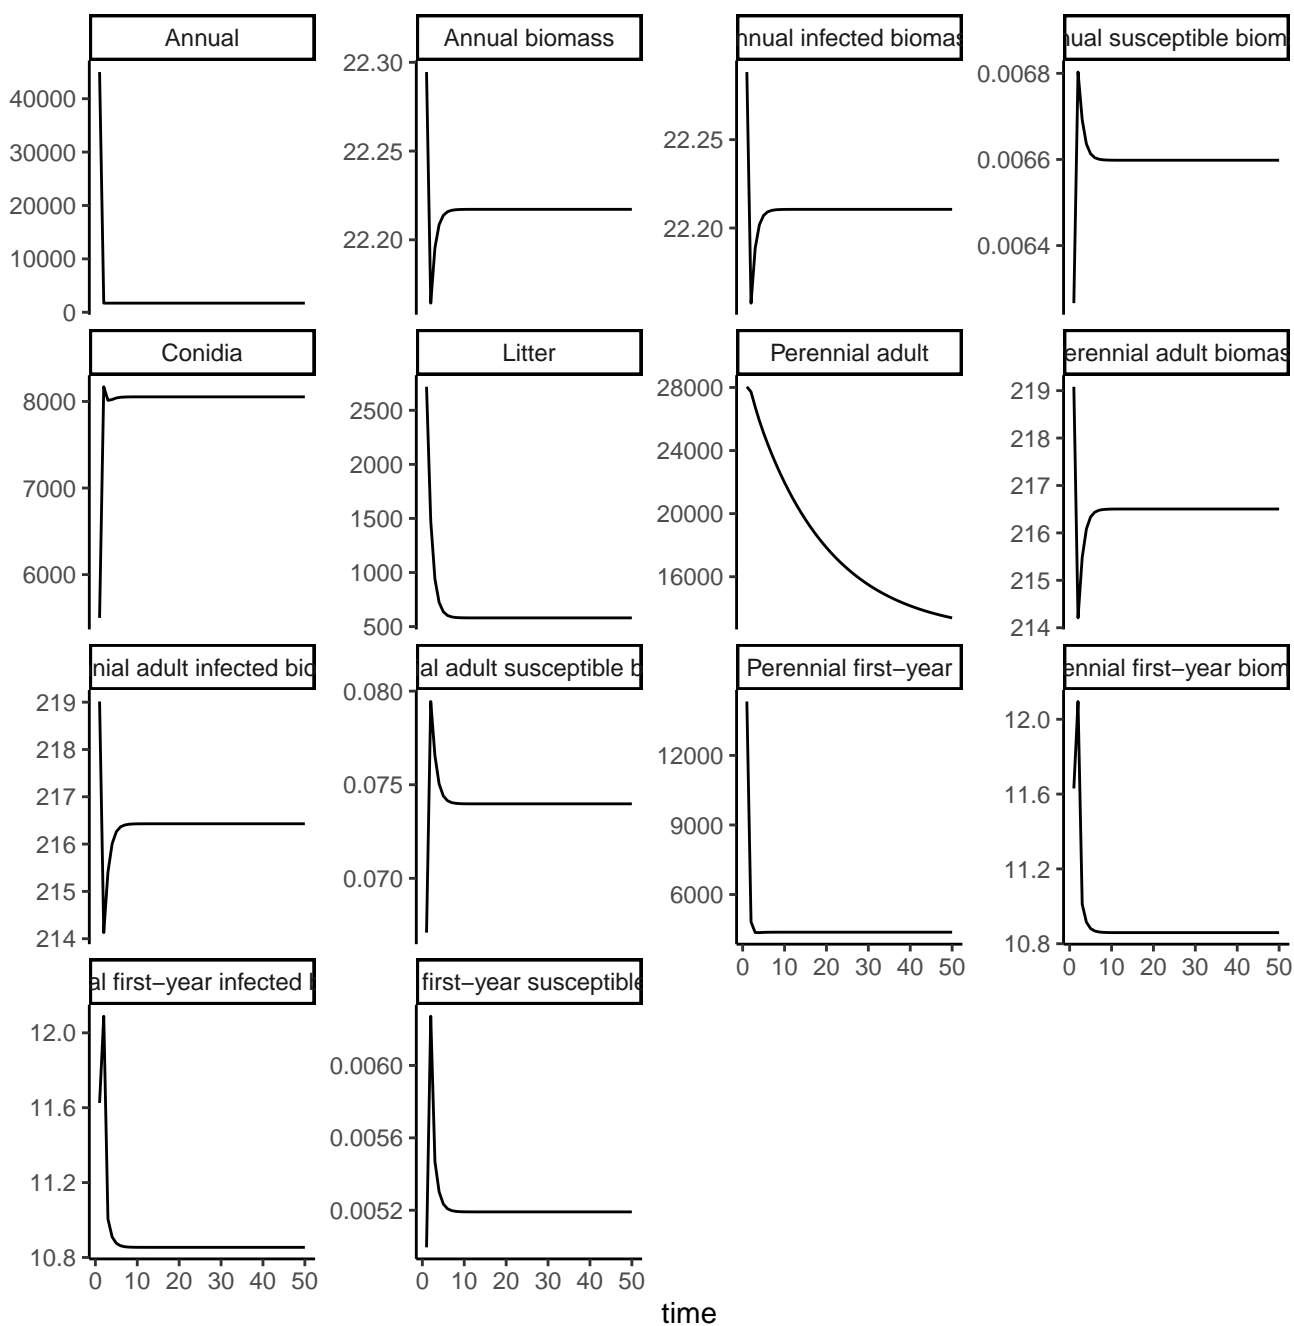 Annual
Annual biomass
nnual infected biomas
nual susceptible biom
40000
30000
20000
10000
0
22.30
22.25
22.20
22.25
22.20
0.0068
0.0066
0.0064
Conidia
Litter
Perennial adult
erennial adult biomas
8000
7000
6000
2500
2000
1500
1000
500
28000
24000
20000
16000
219
218
217
216
215
214
nial adult infected bio
al adult susceptible b
Perennial first−year
ennial first−year biom
219
218
217
216
215
214
0.080
0.075
0.070
12000
9000
6000
0 10 20 30 40 50
12.0
11.6
11.2
10.8
0 10 20 30 40 50
al first−year infected b
first−year susceptible
12.0
11.6
11.2
10.8
0 10 20 30 40 50
0.0060
0.0056
0.0052
0 10 20 30 40 50
time